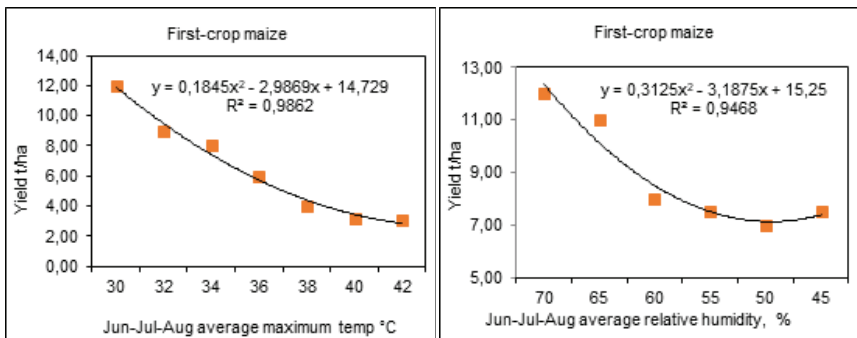 First-crop maize
14,00
12,00
10,00
8,00
6,00
4,00
2,00
0,00
Yield t/ha
y = 0,1845x² - 2,9869x + 14,729
R² = 0,9862
30 32 34 36 38 40 42
Jun-Jul-Aug average maximum temp °C
First-crop maize
13,00
11,00
9,00
7,00
5,00
Yield t/ha
y = 0,3125x² - 3,1875x + 15,25
R² = 0,9468
70 65 60 55 50 45
Jun-Jul-Aug average relative humidity, %